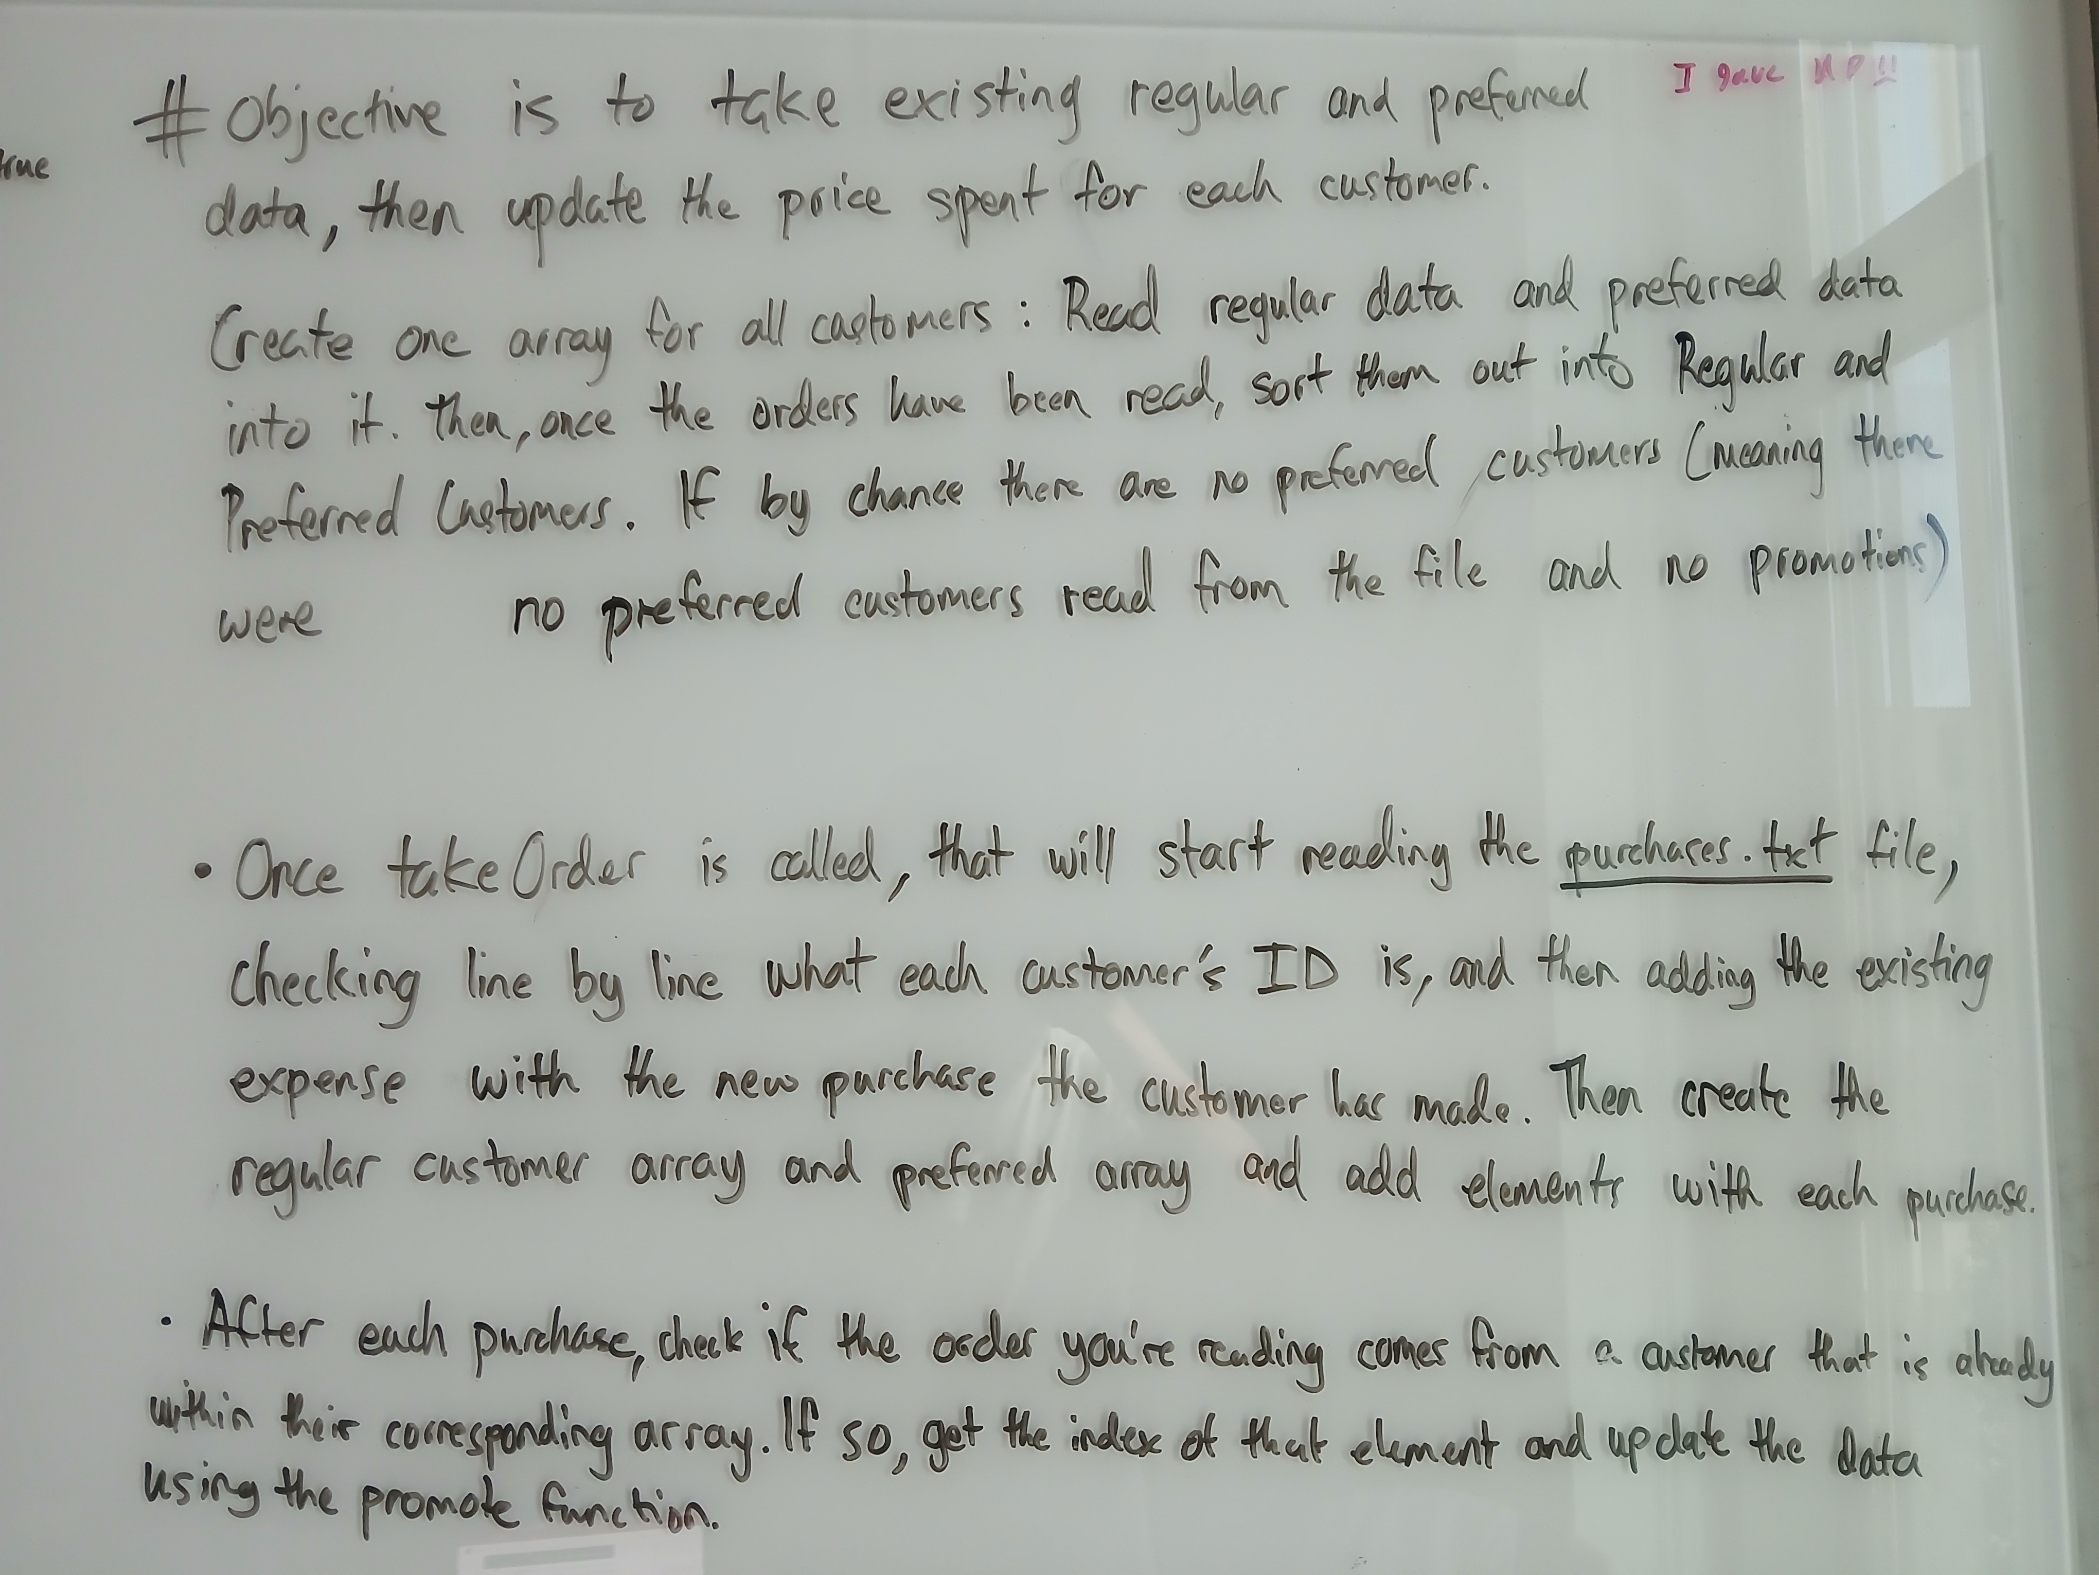 I gave UP!!
# Objective is to take existing regular and preferred
true
data, then update the price spent for each customer.
Create one array for all customers : Read regular data and preferred data
into it. then, once the orders have been read, sort them out into Regular and
Preferred Customers. If by chance there are no preferred customers (meaning there
were no preferred customers read from the file and no promotions)
• Once takeOrder is called, that will start reading the purchases.txt file,
checking line by line what each customer's ID is, and then adding the existing
expense with the new purchase the customer has made. Then create the
regular customer array and preferred array and add elements with each purchase.
• After each purchase, check if the order you're reading comes from a customer that is already
within their corresponding array. If so, get the index of that element and update the data
using the promote function.